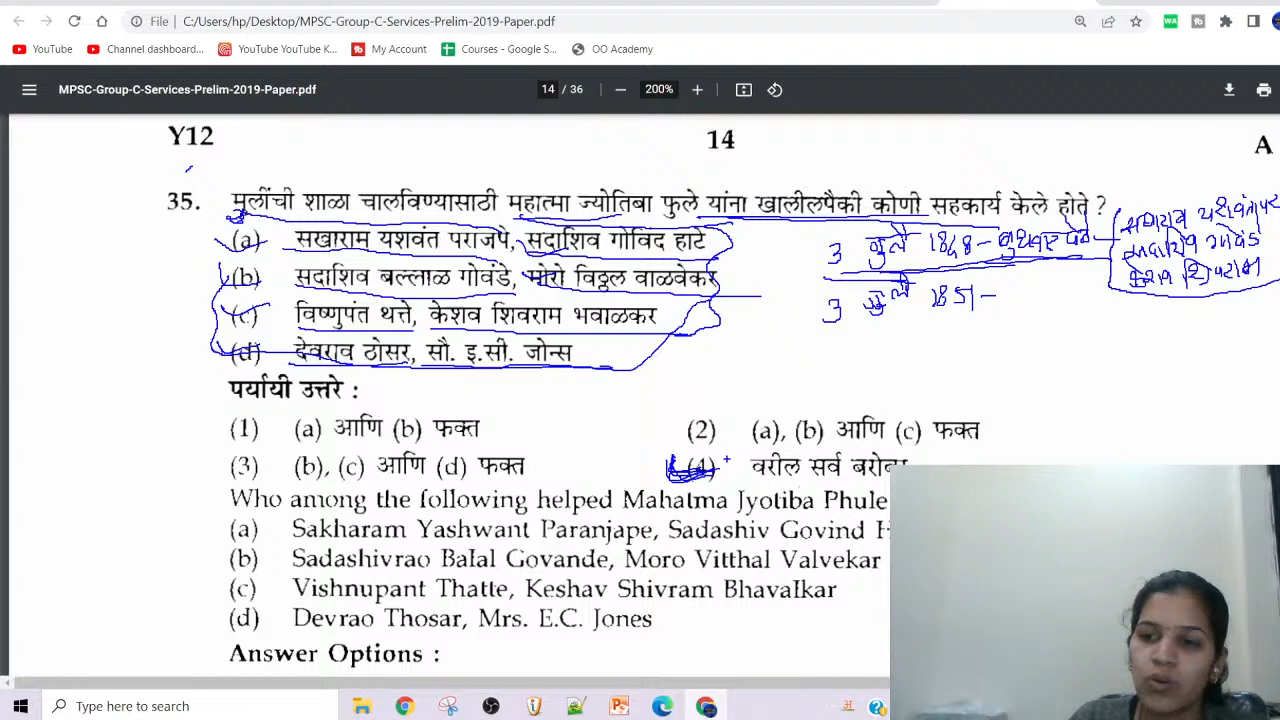 File | C:/Users/hp/Desktop/MPSC-Group-C-Services-Prelim-2019-Paper.pdf
YouTube Channel dashboard... YouTube YouTube K... My Account Courses - Google S... OO Academy
MPSC-Group-C-Services-Prelim-2019-Paper.pdf 14 / 36 200%
Y12 14 A
35. मुलींची शाळा चालविण्यासाठी महात्मा ज्योतिबा फुले यांना खालीलपैकी कोणी सहकार्य केले होते ?
(a) सखाराम यशवंत परांजपे, सदाशिव गोविंद हाटे
(b) सदाशिव बल्लाळ गोवंडे, मोरो विठ्ठल वाळवेकर
(c) विष्णुपंत थत्ते, केशव शिवराम भवाळकर
(d) देवराव ठोसर, सौ. इ.सी. जोन्स
3 जुलै 1848 - बुधवार पेठ
3 जुलै 1851 -
पर्यायी उत्तरे :
(1) (a) आणि (b) फक्त (2) (a), (b) आणि (c) फक्त
(3) (b), (c) आणि (d) फक्त (4) वरील सर्व बरोबर
Who among the following helped Mahatma Jyotiba Phule
(a) Sakharam Yashwant Paranjape, Sadashiv Govind H
(b) Sadashivrao Balal Govande, Moro Vitthal Valvekar
(c) Vishnupant Thatte, Keshav Shivram Bhavalkar
(d) Devrao Thosar, Mrs. E.C. Jones
Answer Options :
Type here to search